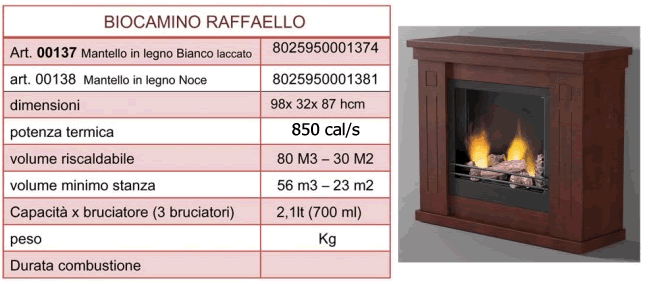 BIOCAMINO RAFFAELLO
Art. 00137 Mantello in legno Bianco laccato 8025950001374
art. 00138 Mantello in legno Noce 8025950001381
dimensioni 98x 32x 87 hcm
potenza termica 850 cal/s
volume riscaldabile 80 M3 – 30 M2
volume minimo stanza 56 m3 – 23 m2
Capacità x bruciatore (3 bruciatori) 2,1lt (700 ml)
peso Kg
Durata combustione